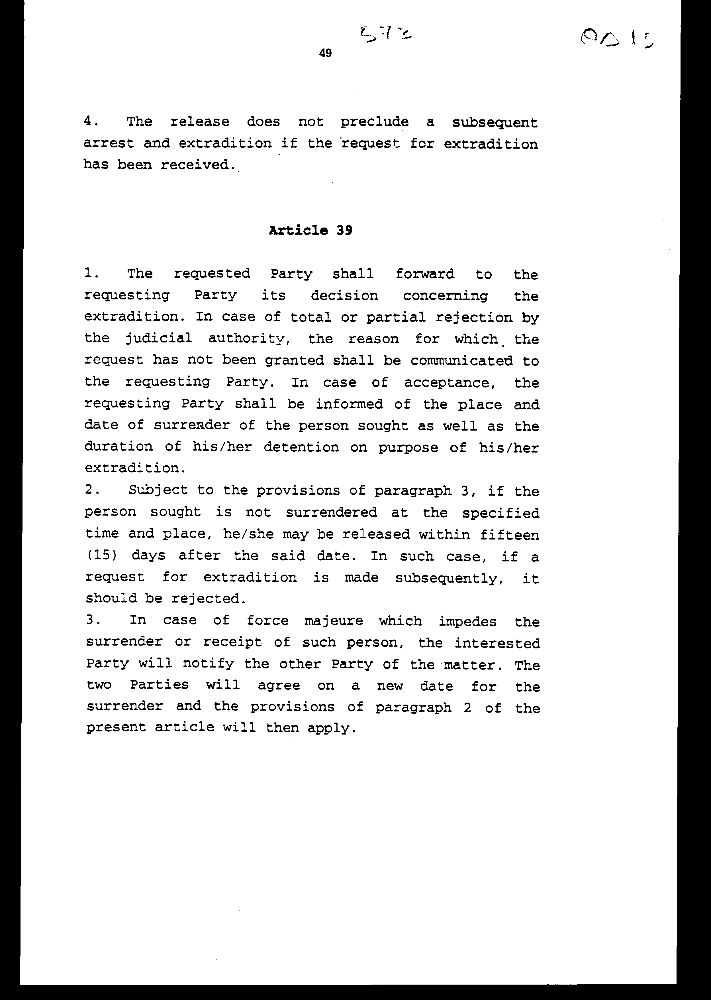 573
49
4. The release does not preclude a subsequent
arrest and extradition if the request for extradition
has been received.
Article 39
1. The requested Party shall forward to the
requesting Party its decision concerning the
extradition. In case of total or partial rejection by
the judicial authority, the reason for which the
request has not been granted shall be communicated to
the requesting Party. In case of acceptance, the
requesting Party shall be informed of the place and
date of surrender of the person sought as well as the
duration of his/her detention on purpose of his/her
extradition.
2. Subject to the provisions of paragraph 3, if the
person sought is not surrendered at the specified
time and place, he/she may be released within fifteen
(15) days after the said date. In such case, if a
request for extradition is made subsequently, it
should be rejected.
3. In case of force majeure which impedes the
surrender or receipt of such person, the interested
Party will notify the other Party of the matter. The
two Parties will agree on a new date for the
surrender and the provisions of paragraph 2 of the
present article will then apply.